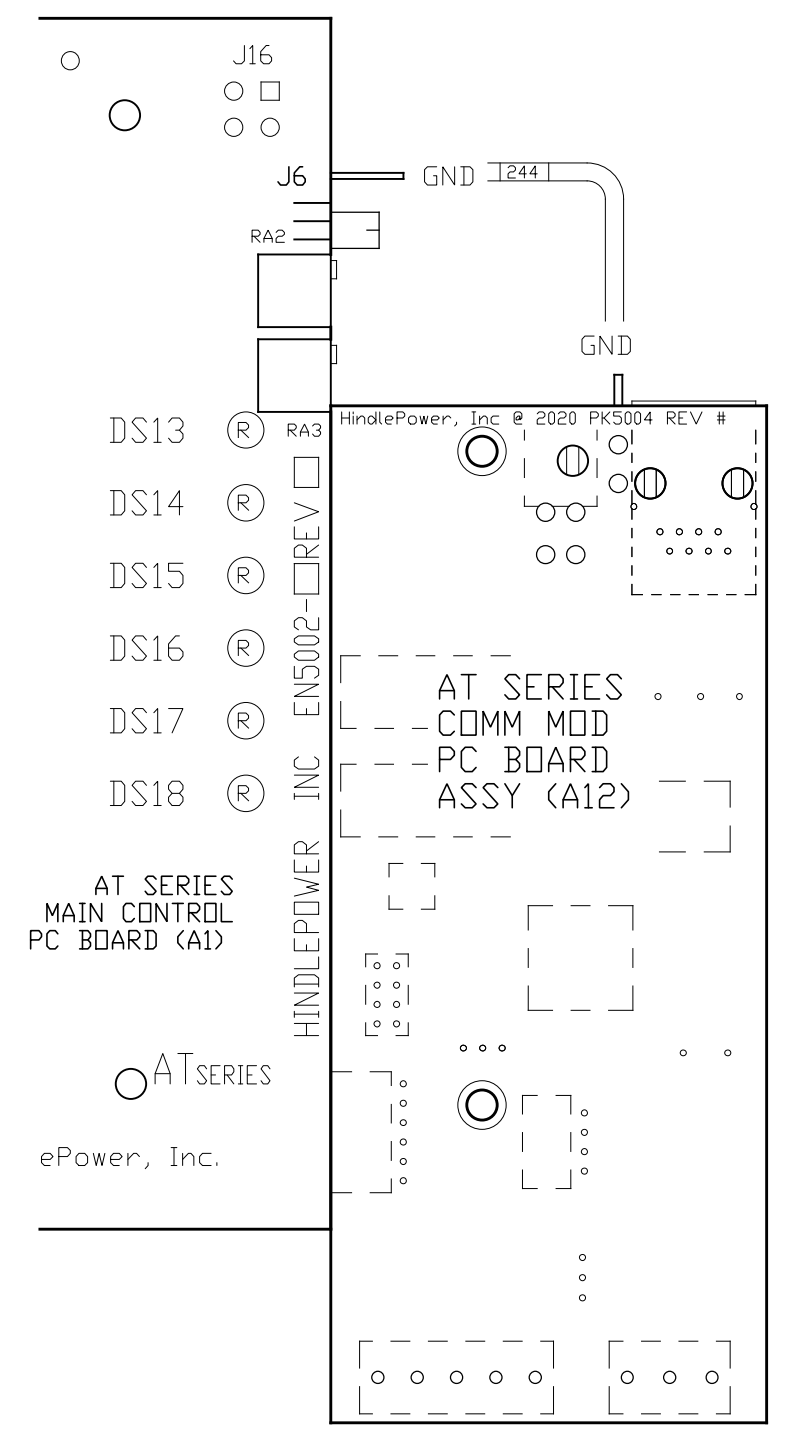 J16
J6
GND
244
RA2
GND
HindlePower, Inc @ 2020 PK5004 REV #
DS13
R
RA3
DS14
R
DS15
R
DS16
R
DS17
R
DS18
R
HINDLEPOWER INC EN5002-□REV□
AT SERIES
COMM MOD
PC BOARD
ASSY (A12)
AT SERIES
MAIN CONTROL
PC BOARD (A1)
AT SERIES
ePower, Inc.